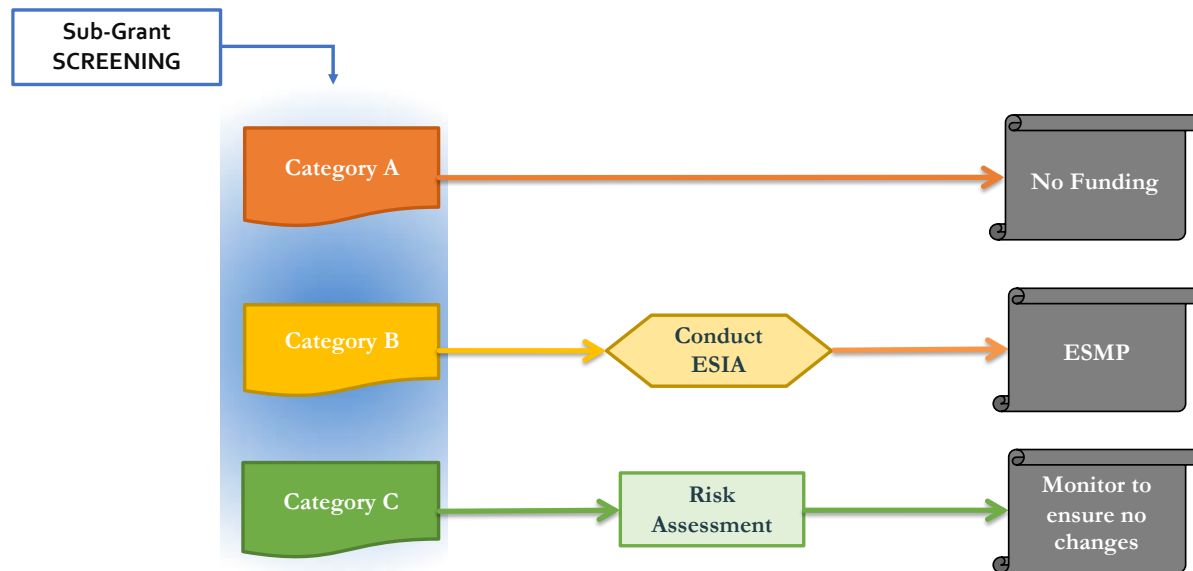 Sub-Grant
SCREENING
Category A
No Funding
Category B
Conduct
ESIA
ESMP
Category C
Risk
Assessment
Monitor to
ensure no
changes